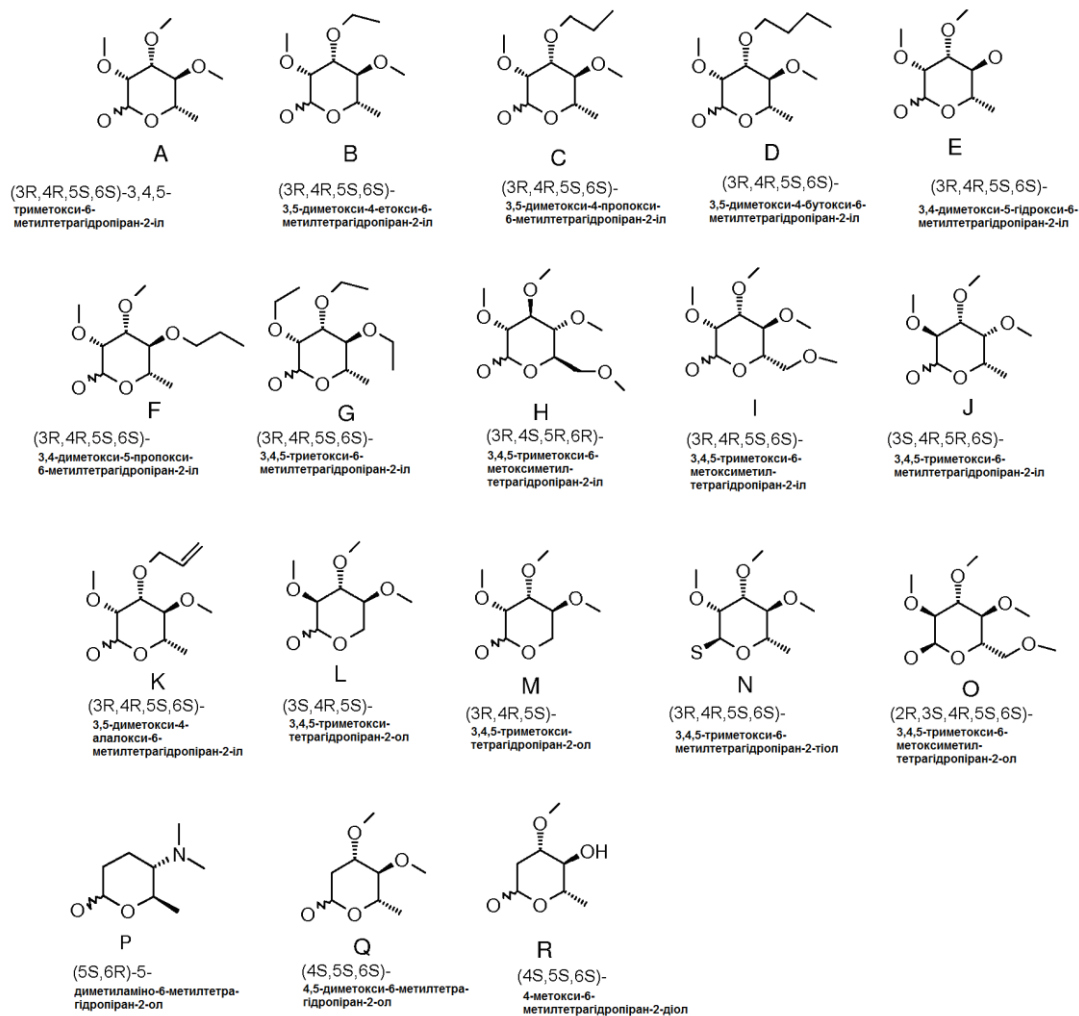 A
(3R,4R,5S,6S)-3,4,5-
триметокси-6-
метилтетрагідропіран-2-іл
B
(3R,4R,5S,6S)-
3,5-диметокси-4-етокси-6-
метилтетрагідропіран-2-іл
C
(3R,4R,5S,6S)-
3,5-диметокси-4-пропокси-
6-метилтетрагідропіран-2-іл
D
(3R,4R,5S,6S)-
3,5-диметокси-4-бутокси-6-
метилтетрагідропіран-2-іл
E
(3R,4R,5S,6S)-
3,4-диметокси-5-гідрокси-6-
метилтетрагідропіран-2-іл
F
(3R,4R,5S,6S)-
3,4-диметокси-5-пропокси-
6-метилтетрагідропіран-2-іл
G
(3R,4R,5S,6S)-
3,4,5-триетокси-6-
метилтетрагідропіран-2-іл
H
(3R,4S,5R,6R)-
3,4,5-триметокси-6-
метоксиметил-
тетрагідропіран-2-іл
I
(3R,4R,5S,6S)-
3,4,5-триметокси-6-
метоксиметил-
тетрагідропіран-2-іл
J
(3S,4R,5R,6S)-
3,4,5-триметокси-6-
метилтетрагідропіран-2-іл
K
(3R,4R,5S,6S)-
3,5-диметокси-4-
алалокси-6-
метилтетрагідропіран-2-іл
L
(3S,4R,5S)-
3,4,5-триметокси-
тетрагідропіран-2-ол
M
(3R,4R,5S)-
3,4,5-триметокси-
тетрагідропіран-2-ол
N
(3R,4R,5S,6S)-
3,4,5-триметокси-6-
метилтетрагідропіран-2-тіол
O
(2R,3S,4R,5S,6S)-
3,4,5-триметокси-6-
метоксиметил-
тетрагідропіран-2-ол
P
(5S,6R)-5-
диметиламіно-6-метилтетра-
гідропіран-2-ол
Q
(4S,5S,6S)-
4,5-диметокси-6-метилтетра-
гідропіран-2-ол
R
(4S,5S,6S)-
4-метокси-6-
метилтетрагідропіран-2-діол